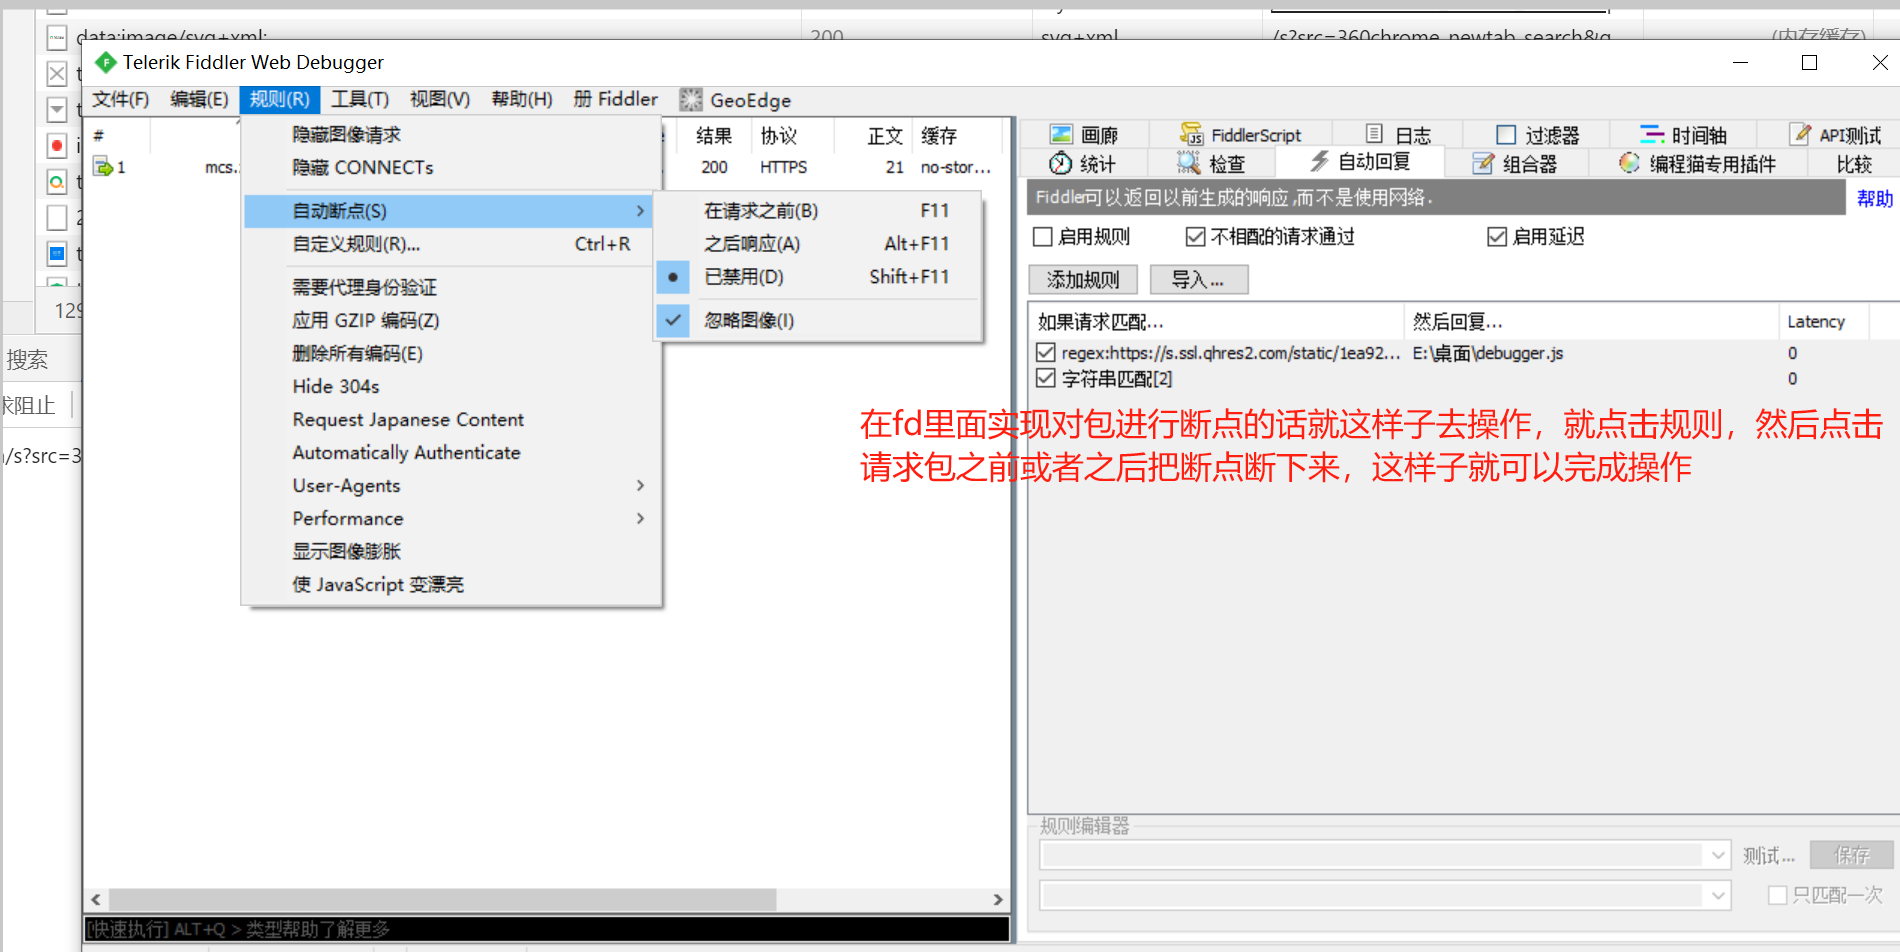 data:image/svg+xml;
200
svg+xml
/s?src=360chrome_newtab_search&q
(内存缓存)
Telerik Fiddler Web Debugger
文件(F) 编辑(E) 规则(R) 工具(T) 视图(V) 帮助(H) 册 Fiddler GeoEdge
# 结果 协议 正文 缓存
1 mcs.: 200 HTTPS 21 no-stor...
隐藏图像请求
隐藏 CONNECTs
自动断点(S)
自定义规则(R)... Ctrl+R
需要代理身份验证
应用 GZIP 编码(Z)
删除所有编码(E)
Hide 304s
Request Japanese Content
Automatically Authenticate
User-Agents
Performance
显示图像膨胀
使 JavaScript 变漂亮
在请求之前(B) F11
之后响应(A) Alt+F11
已禁用(D) Shift+F11
忽略图像(I)
画廊 FiddlerScript 日志 过滤器 时间轴 API测试
统计 检查 自动回复 组合器 编程猫专用插件 比较
Fiddler可以返回以前生成的响应,而不是使用网络.
帮助
启用规则 不相配的请求通过 启用延迟
添加规则 导入...
如果请求匹配... 然后回复... Latency
regex:https://s.ssl.qhres2.com/static/1ea92... E:\桌面\debugger.js 0
字符串匹配[2] 0
在fd里面实现对包进行断点的话就这样子去操作，就点击规则，然后点击
请求包之前或者之后把断点断下来，这样子就可以完成操作
规则编辑器
测试... 保存
只匹配一次
129
搜索
求阻止
/s?src=3
[快速执行] ALT+Q > 类型帮助了解更多